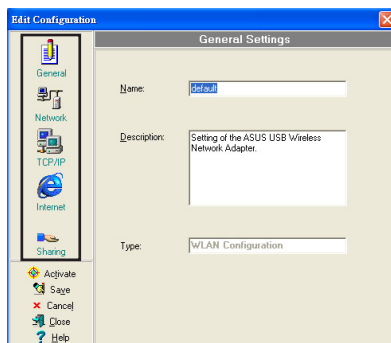 Edit Configuration
General Settings
General
Network
TCP/IP
Internet
Sharing
Name:
default
Description:
Setting of the ASUS USB Wireless
Network Adapter.
Type:
WLAN Configuration
Activate
Save
Cancel
Close
Help